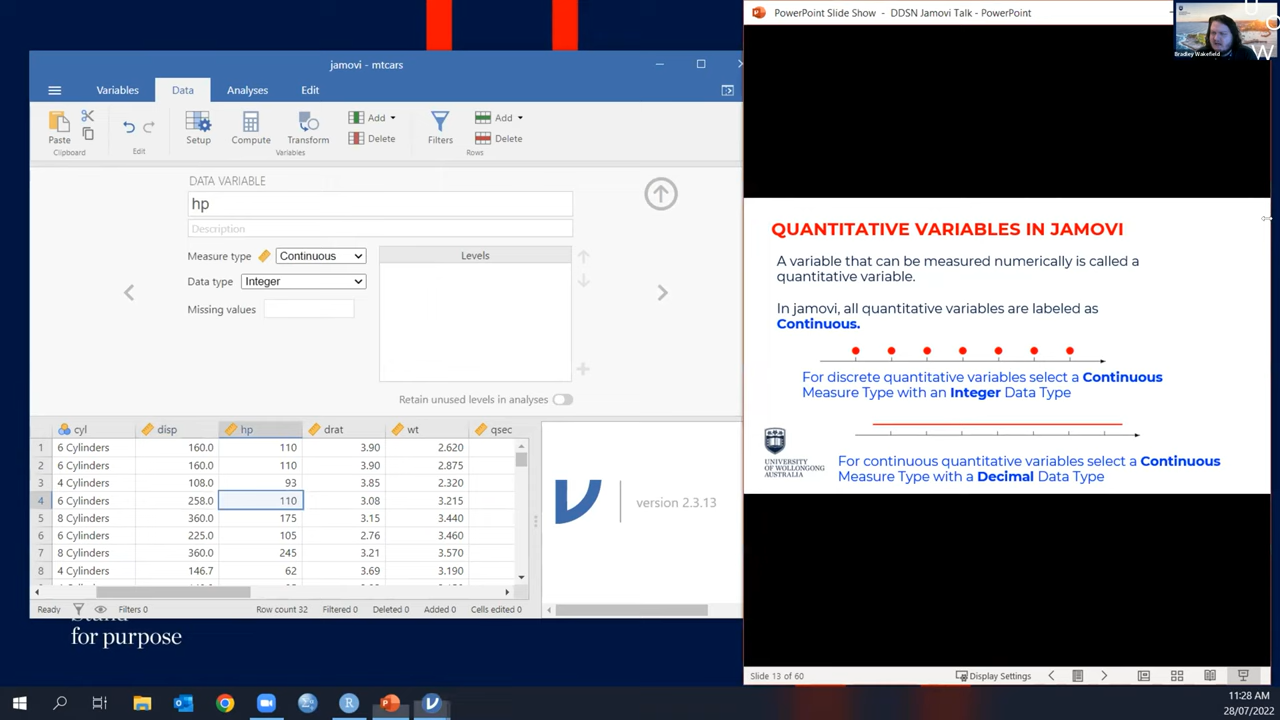 jamovi - mtcars
Variables
Data
Analyses
Edit
Paste
Clipboard
Edit
Setup
Compute
Transform
Add
Delete
Variables
Filters
Add
Delete
Rows
DATA VARIABLE
hp
Description
Measure type
Continuous
Data type
Integer
Missing values
Levels
Retain unused levels in analyses
cyl disp hp drat wt qsec
1 6 Cylinders 160.0 110 3.90 2.620
2 6 Cylinders 160.0 110 3.90 2.875
3 4 Cylinders 108.0 93 3.85 2.320
4 6 Cylinders 258.0 110 3.08 3.215
5 8 Cylinders 360.0 175 3.15 3.440
6 6 Cylinders 225.0 105 2.76 3.460
7 8 Cylinders 360.0 245 3.21 3.570
8 4 Cylinders 146.7 62 3.69 3.190
version 2.3.13
Ready
Filters 0
Row count 32
Filtered 0
Deleted 0
Added 0
Cells edited 0
Stand
for purpose
PowerPoint Slide Show - DDSN Jamovi Talk - PowerPoint
Bradley Wakefield
U
O
W
QUANTITATIVE VARIABLES IN JAMOVI
A variable that can be measured numerically is called a
quantitative variable.
In jamovi, all quantitative variables are labeled as
Continuous.
For discrete quantitative variables select a Continuous
Measure Type with an Integer Data Type
For continuous quantitative variables select a Continuous
Measure Type with a Decimal Data Type
UNIVERSITY
OF WOLLONGONG
AUSTRALIA
Slide 13 of 60
Display Settings
11:28 AM
28/07/2022